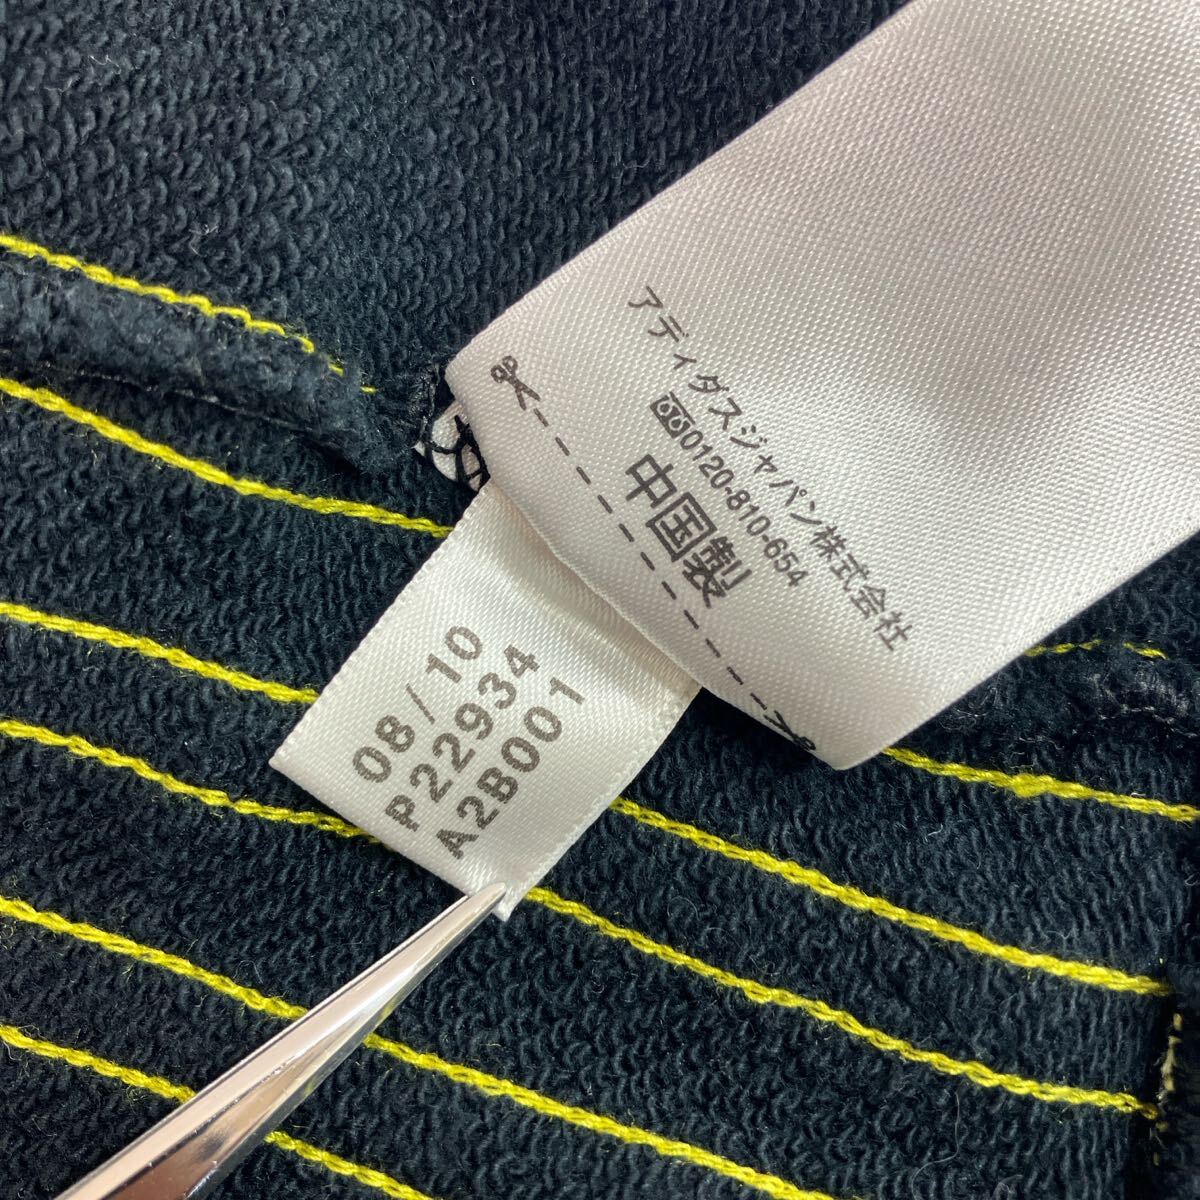 アディダスジャパン株式会社
0120-810-654
中国製
08/10
P22934
A2B001